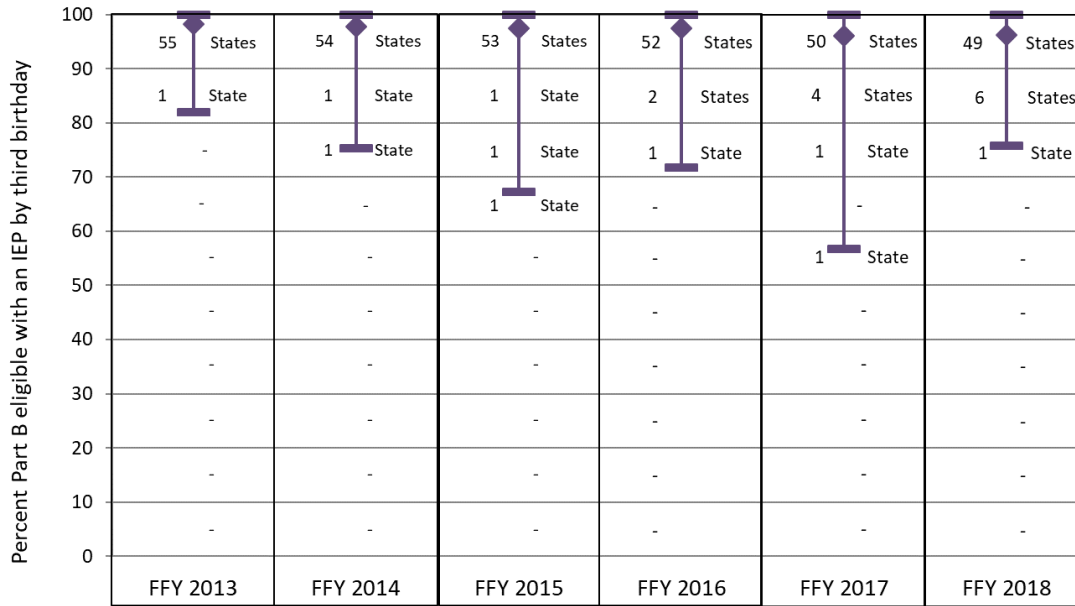 Percent Part B eligible with an IEP by third birthday
100 55 States 54 States 53 States 52 States 50 States 49 States
90 1 State 1 State 1 State 2 States 4 States 6 States
80 - 1 State 1 State 1 State 1 State 1 State
70 - - 1 State - - -
60 - - - - 1 State -
50 - - - - - -
40 - - - - - -
30 - - - - - -
20 - - - - - -
10 - - - - - -
0
FFY 2013 FFY 2014 FFY 2015 FFY 2016 FFY 2017 FFY 2018